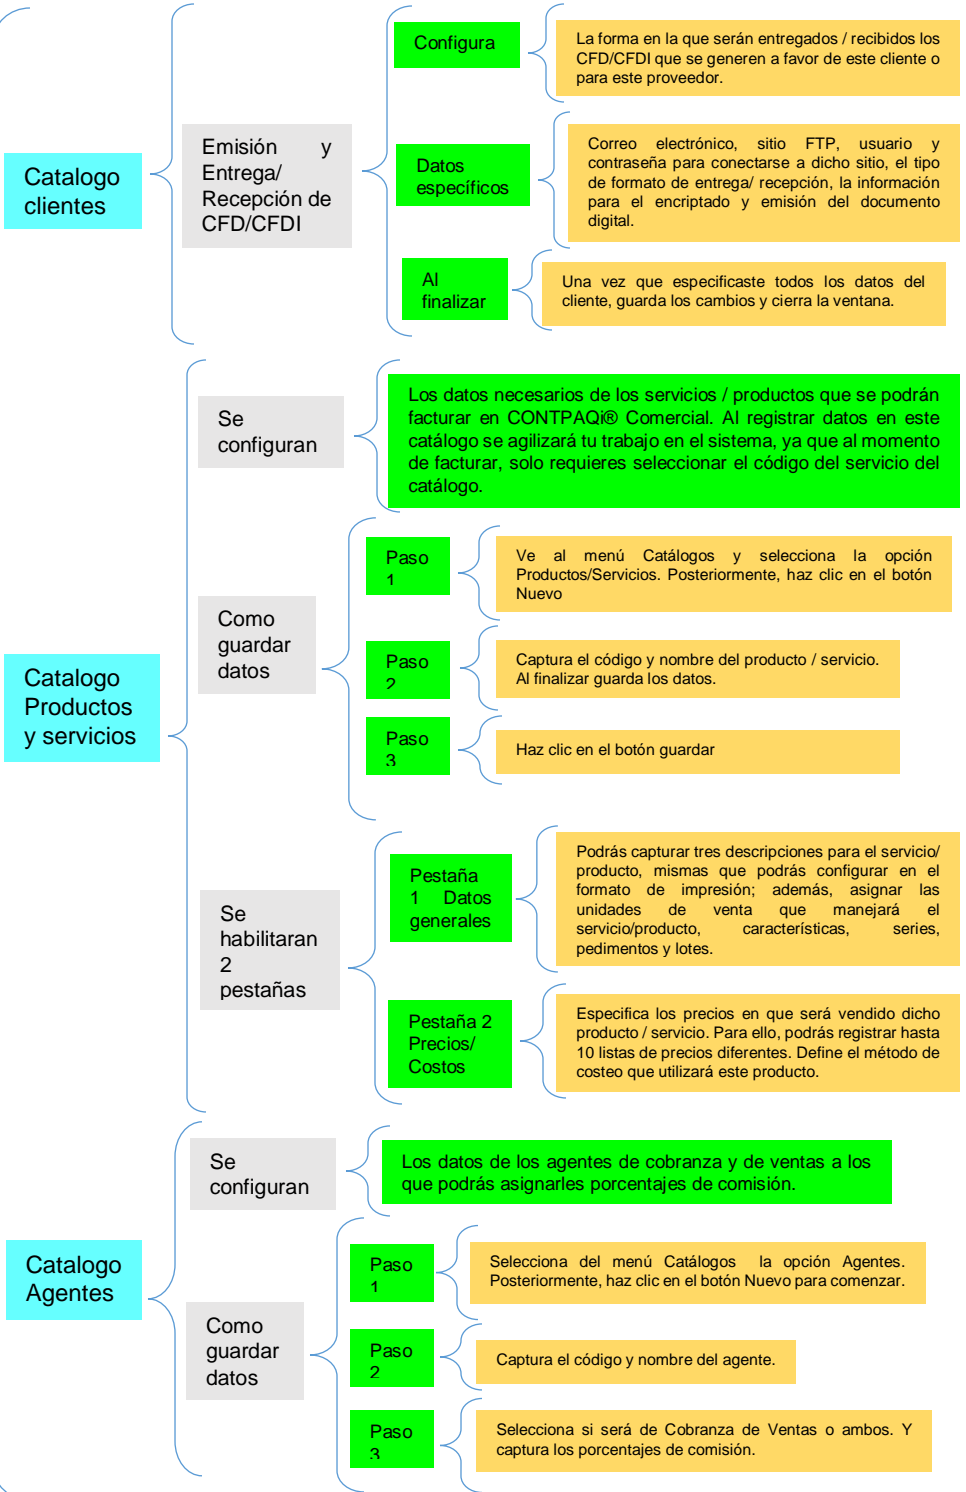 Catalogo
clientes
Emisión y
Entrega/
Recepción de
CFD/CFDI
Configura
La forma en la que serán entregados / recibidos los
CFD/CFDI que se generen a favor de este cliente o
para este proveedor.
Datos
específicos
Correo electrónico, sitio FTP, usuario y
contraseña para conectarse a dicho sitio, el tipo
de formato de entrega/ recepción, la información
para el encriptado y emisión del documento
digital.
Al
finalizar
Una vez que especificaste todos los datos del
cliente, guarda los cambios y cierra la ventana.
Catalogo
Productos
y servicios
Se
configuran
Los datos necesarios de los servicios / productos que se podrán
facturar en CONTPAQi® Comercial. Al registrar datos en este
catálogo se agilizará tu trabajo en el sistema, ya que al momento
de facturar, solo requieres seleccionar el código del servicio del
catálogo.
Como
guardar
datos
Paso
1
Ve al menú Catálogos y selecciona la opción
Productos/Servicios. Posteriormente, haz clic en el botón
Nuevo
Paso
2
Captura el código y nombre del producto / servicio.
Al finalizar guarda los datos.
Paso
3
Haz clic en el botón guardar
Se
habilitaran
2
pestañas
Pestaña
1 Datos
generales
Podrás capturar tres descripciones para el servicio/
producto, mismas que podrás configurar en el
formato de impresión; además, asignar las
unidades de venta que manejará el
servicio/producto, características, series,
pedimentos y lotes.
Pestaña 2
Precios/
Costos
Especifica los precios en que será vendido dicho
producto / servicio. Para ello, podrás registrar hasta
10 listas de precios diferentes. Define el método de
costeo que utilizará este producto.
Catalogo
Agentes
Se
configuran
Los datos de los agentes de cobranza y de ventas a los
que podrás asignarles porcentajes de comisión.
Como
guardar
datos
Paso
1
Selecciona del menú Catálogos la opción Agentes.
Posteriormente, haz clic en el botón Nuevo para comenzar.
Paso
2
Captura el código y nombre del agente.
Paso
3
Selecciona si será de Cobranza de Ventas o ambos. Y
captura los porcentajes de comisión.